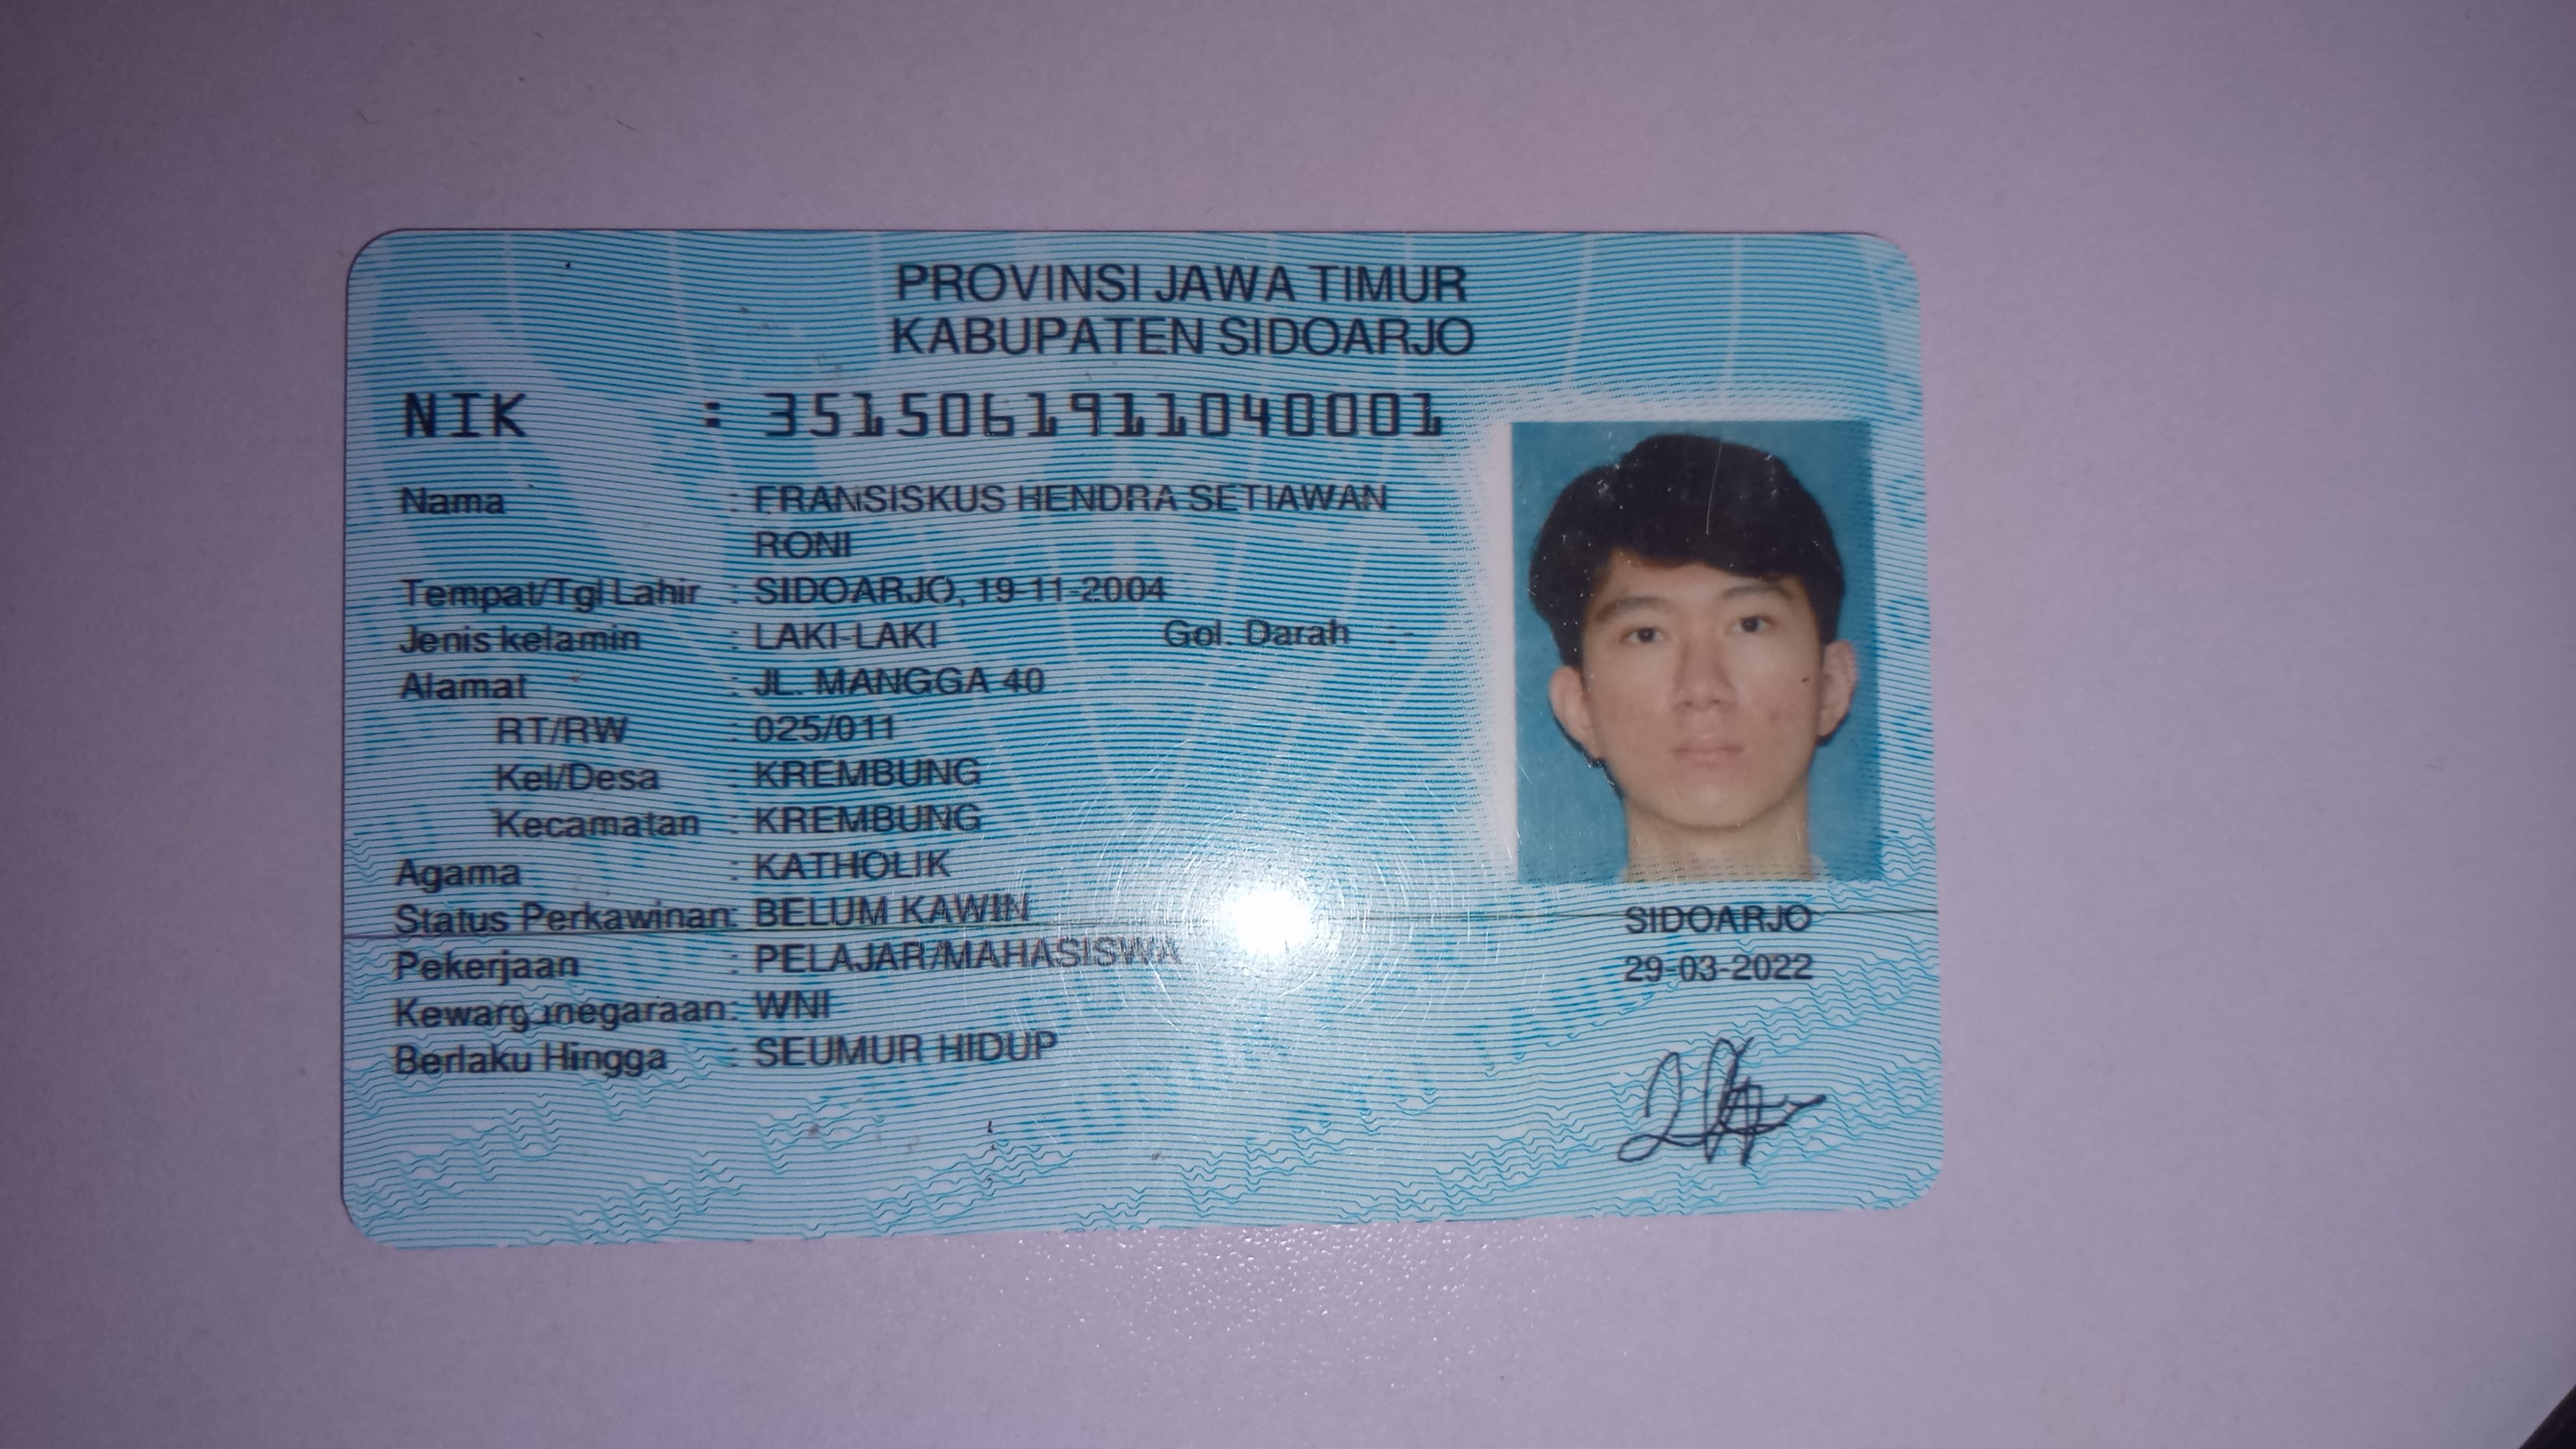 PROVINSI JAWA TIMUR
KABUPATEN SIDOARJO
NIK : 3515061911040001
Nama : FRANSISKUS HENDRA SETIAWAN
RONI
Tempat/Tgl Lahir : SIDOARJO, 19-11-2004
Jenis kelamin : LAKI-LAKI Gol. Darah : -
Alamat : JL. MANGGA 40
RT/RW : 025/011
Kel/Desa : KREMBUNG
Kecamatan : KREMBUNG
Agama : KATHOLIK
Status Perkawinan: BELUM KAWIN
Pekerjaan : PELAJAR/MAHASISWA
Kewarganegaraan: WNI
Berlaku Hingga : SEUMUR HIDUP
SIDOARJO
29-03-2022